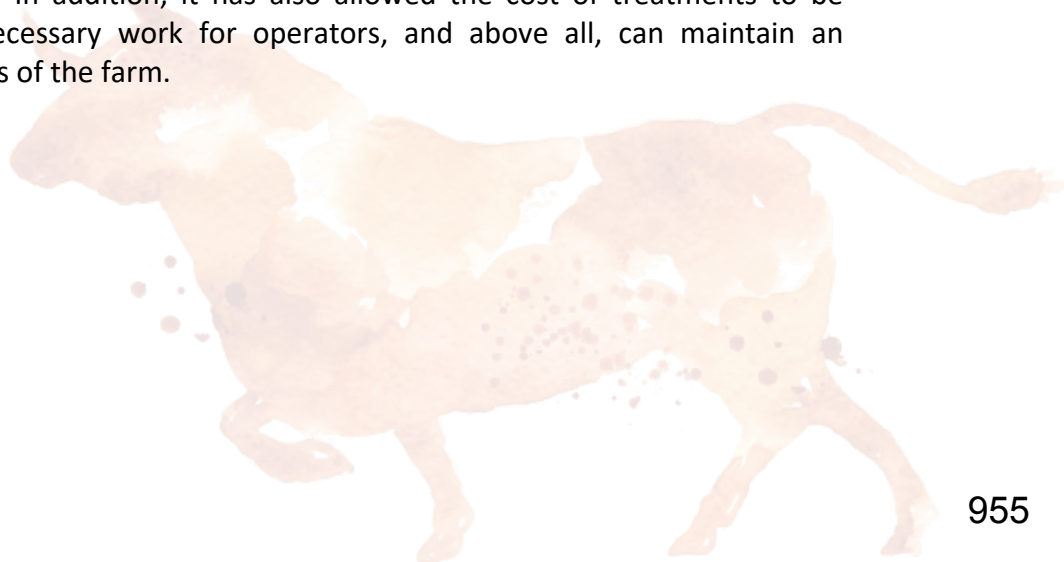 In addition, it has also allowed the cost of treatments to be
ecessary work for operators, and above all, can maintain an
s of the farm.
955